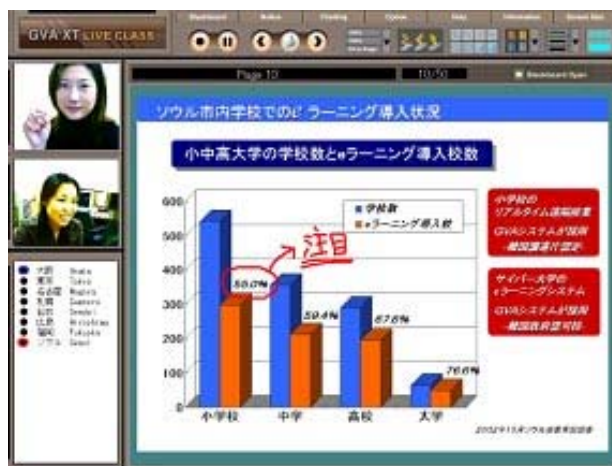 GVA XT LIVE CLASS
Page 10
10/50
ソウル市内学校でのe ラーニング導入状況
小中高大学の学校数とeラーニング導入校数
600
500
400
300
200
100
0
学校数
eラーニング導入校
注目
55.0%
59.4%
67.6%
76.6%
小学校
中学
高校
大学
小学校の
リアルタイム遠隔授業
GVAシステムが採用
サイバー大学の
eラーニングシステム
GVAシステムが採用
大阪 Osaka
東京 Tokyo
名古屋 Nagoya
札幌 Sapporo
仙台 Sendai
広島 Hiroshima
福岡 Fukuoka
ソウル Seoul